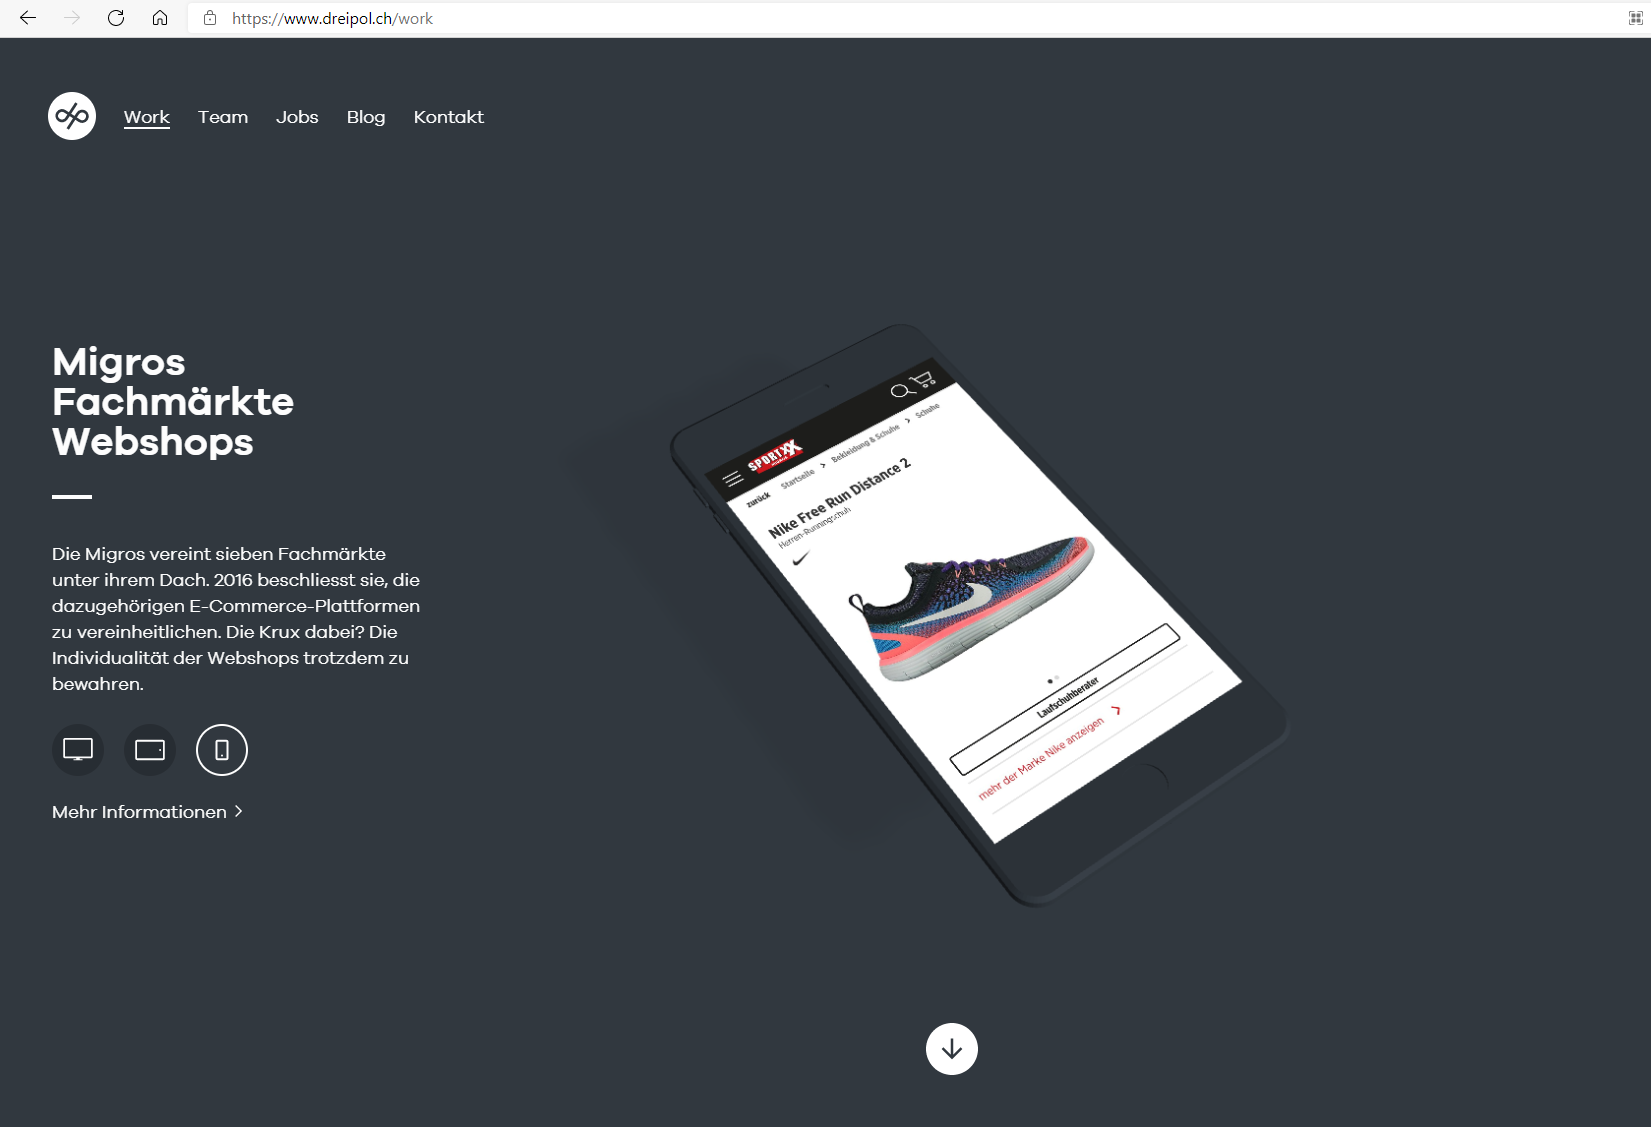 https://www.dreipol.ch/work
Work Team Jobs Blog Kontakt
Migros
Fachmärkte
Webshops
Die Migros vereint sieben Fachmärkte
unter ihrem Dach. 2016 beschliesst sie, die
dazugehörigen E-Commerce-Plattformen
zu vereinheitlichen. Die Krux dabei? Die
Individualität der Webshops trotzdem zu
bewahren.
Mehr Informationen >
SPORTXX
zurück Startseite > Bekleidung & Schuhe > Schuhe
Nike Free Run Distance 2
Herren-Runningschuh
Laufschuhberater
mehr der Marke Nike anzeigen >